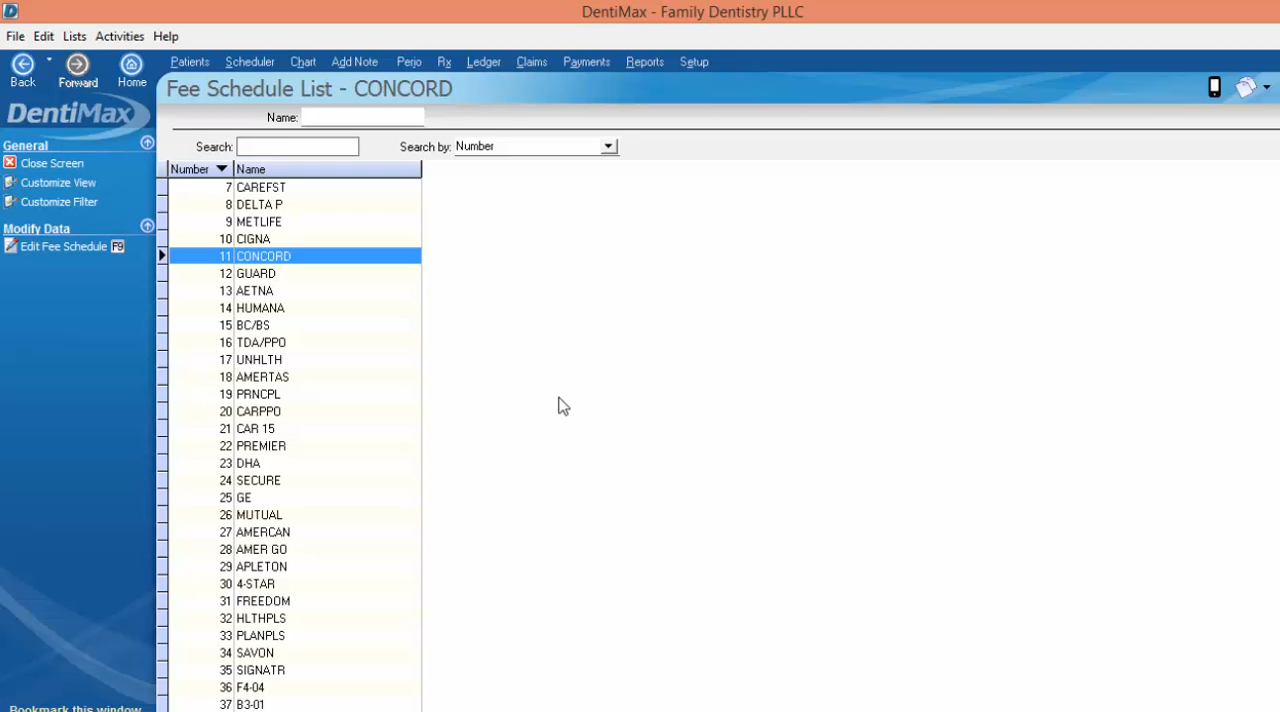 DentiMax - Family Dentistry PLLC
File Edit Lists Activities Help
Back Forward Home
Patients Scheduler Chart Add Note Perio Rx Ledger Claims Payments Reports Setup
Fee Schedule List - CONCORD
DentiMax
General
Close Screen
Customize View
Customize Filter
Modify Data
Edit Fee Schedule F9
Name:
Search: Search by: Number
Number Name
7 CAREFST
8 DELTA P
9 METLIFE
10 CIGNA
11 CONCORD
12 GUARD
13 AETNA
14 HUMANA
15 BC/BS
16 TDA/PPO
17 UNHLTH
18 AMERTAS
19 PRNCPL
20 CARPPO
21 CAR 15
22 PREMIER
23 DHA
24 SECURE
25 GE
26 MUTUAL
27 AMERCAN
28 AMER GO
29 APLETON
30 4-STAR
31 FREEDOM
32 HLTHPLS
33 PLANPLS
34 SAVON
35 SIGNATR
36 F4-04
37 B3-01
Bookmark this window